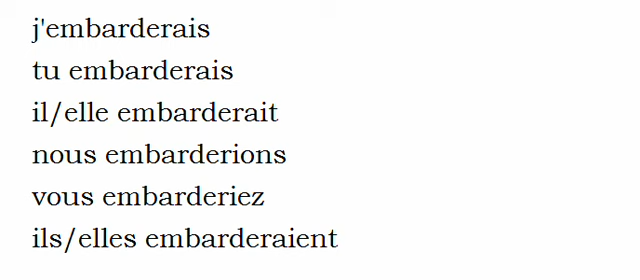 j'embarderais
tu embarderais
il/elle embarderait
nous embarderions
vous embarderiez
ils/elles embarderaient